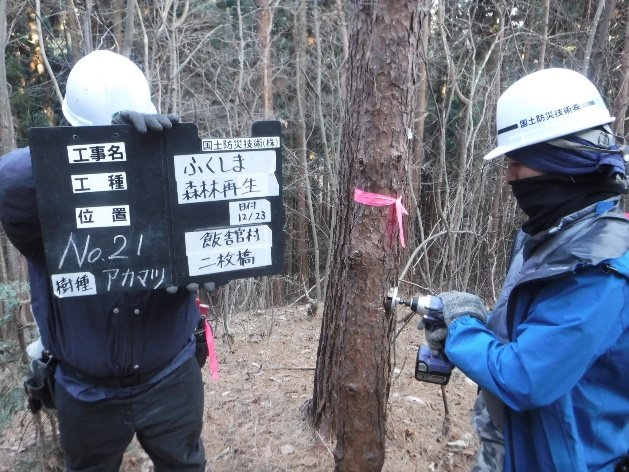 国土防災技術(株)
工事名
ふくしま
森林再生
工種
日付
12/23
位置
飯舘村
二枚橋
No.21
樹種 アカマツ
国土防災技術㈱